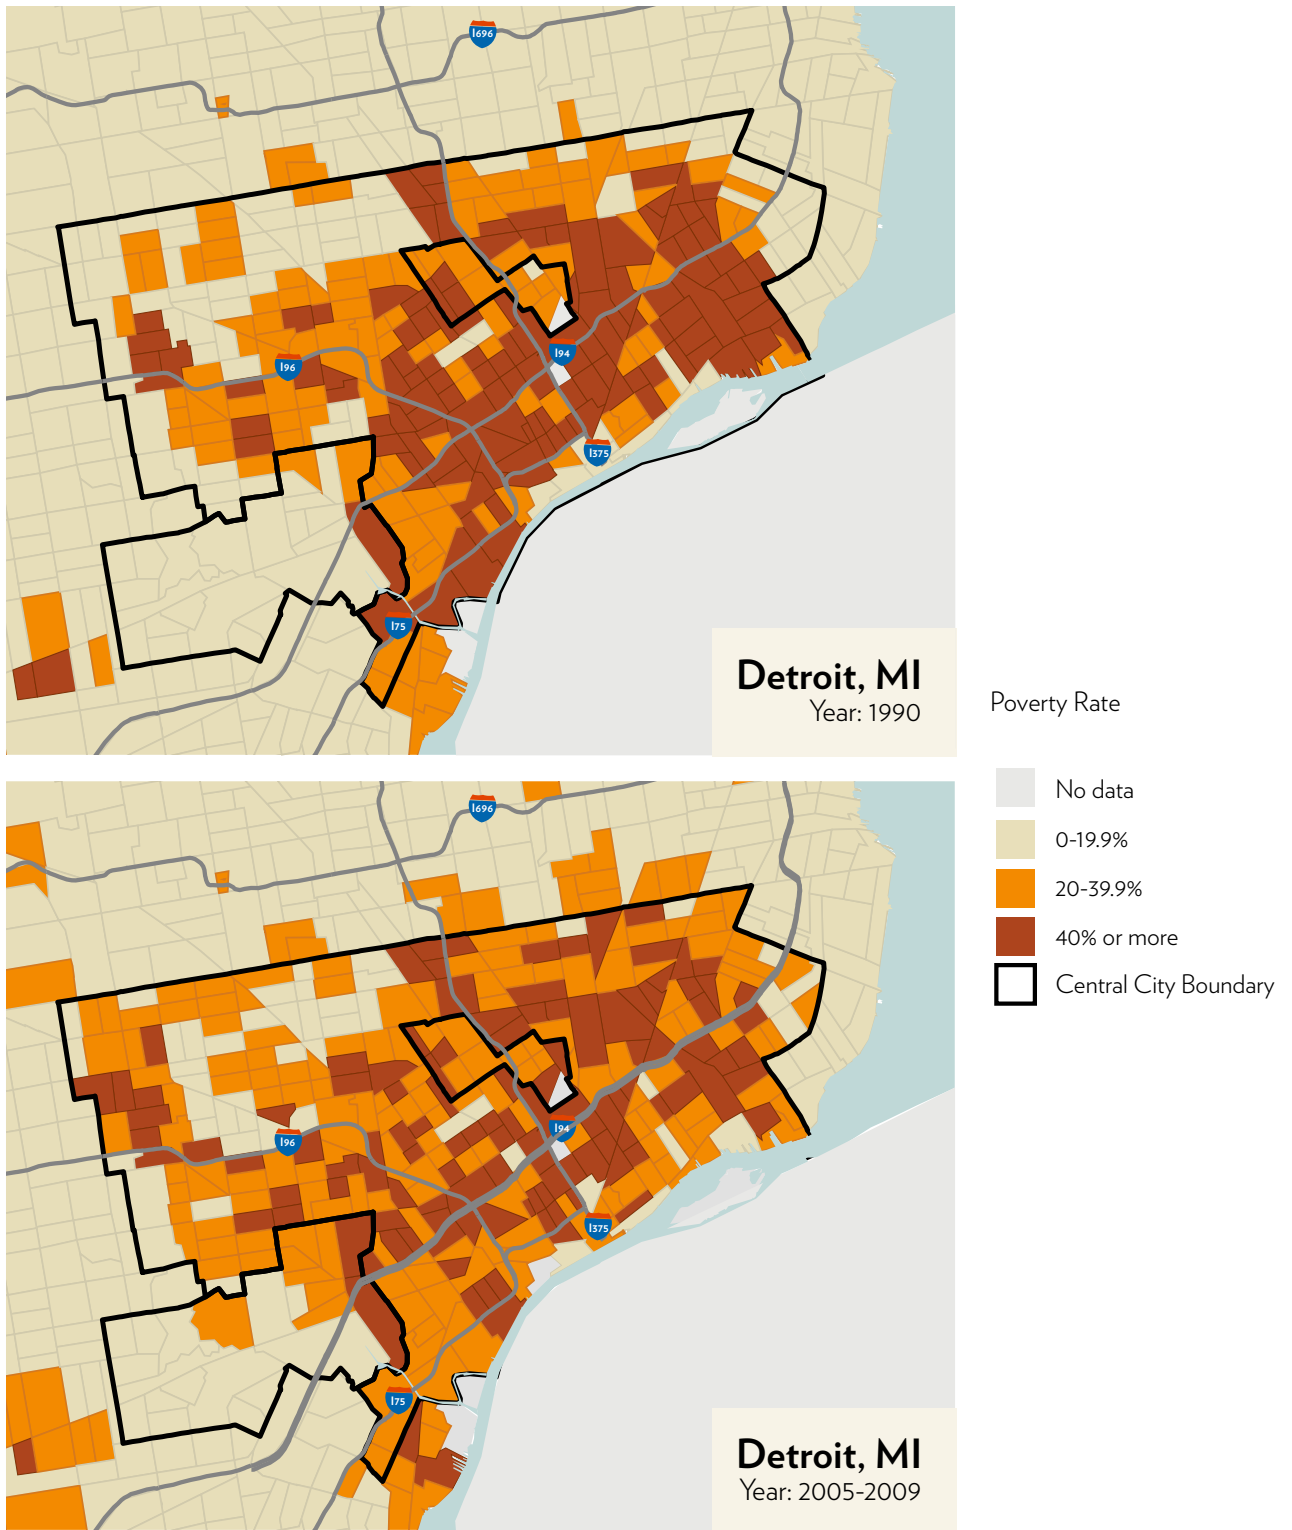 I696
I96
I94
I375
I75
Detroit, MI
Year: 1990
Poverty Rate
No data
0-19.9%
20-39.9%
40% or more
Central City Boundary
I696
I94
I96
I375
I75
Detroit, MI
Year: 2005-2009